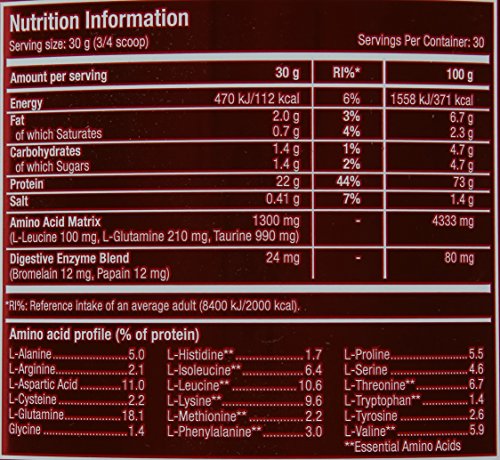 Nutrition Information
Serving size: 30 g (3/4 scoop) Servings Per Container: 30
Amount per serving 30 g RI%* 100 g
Energy 470 kJ/112 kcal 6% 1558 kJ/371 kcal
Fat 2.0 g 3% 6.7 g
of which Saturates 0.7 g 4% 2.3 g
Carbohydrates 1.4 g 1% 4.7 g
of which Sugars 1.4 g 2% 4.7 g
Protein 22 g 44% 73 g
Salt 0.41 g 7% 1.4 g
Amino Acid Matrix 1300 mg - 4333 mg
(L-Leucine 100 mg, L-Glutamine 210 mg, Taurine 990 mg)
Digestive Enzyme Blend 24 mg - 80 mg
(Bromelain 12 mg, Papain 12 mg)
*RI%: Reference intake of an average adult (8400 kJ/2000 kcal).
Amino acid profile (% of protein)
L-Alanine 5.0
L-Arginine 2.1
L-Aspartic Acid 11.0
L-Cysteine 2.2
L-Glutamine 18.1
Glycine 1.4
L-Histidine** 1.7
L-Isoleucine** 6.4
L-Leucine** 10.6
L-Lysine** 9.6
L-Methionine** 2.2
L-Phenylalanine** 3.0
L-Proline 5.5
L-Serine 4.6
L-Threonine** 6.7
L-Tryptophan** 1.4
L-Tyrosine 2.6
L-Valine** 5.9
**Essential Amino Acids